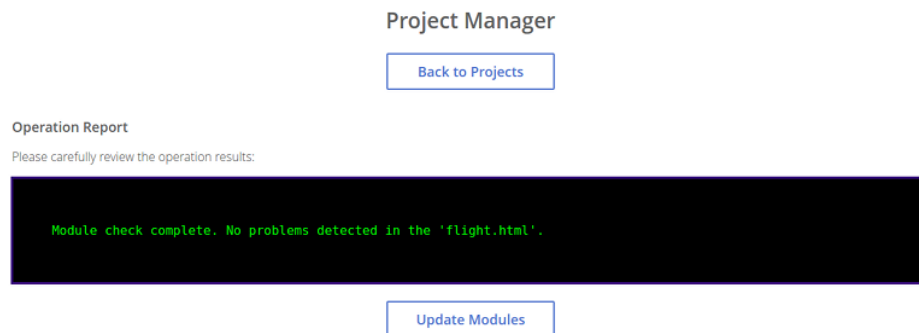 Project Manager
Back to Projects
Operation Report
Please carefully review the operation results:
Module check complete. No problems detected in the 'flight.html'.
Update Modules